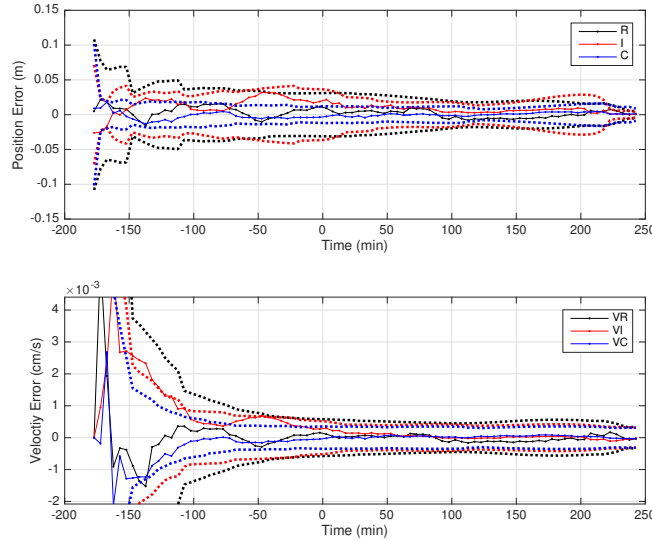 0.15
0.1
0.05
0
-0.05
-0.1
-0.15
Position Error (m)
R
I
C
-200 -150 -100 -50 0 50 100 150 200 250
Time (min)
×10⁻³
4
3
2
1
0
-1
-2
Veloctiy Error (cm/s)
VR
VI
VC
-200 -150 -100 -50 0 50 100 150 200 250
Time (min)